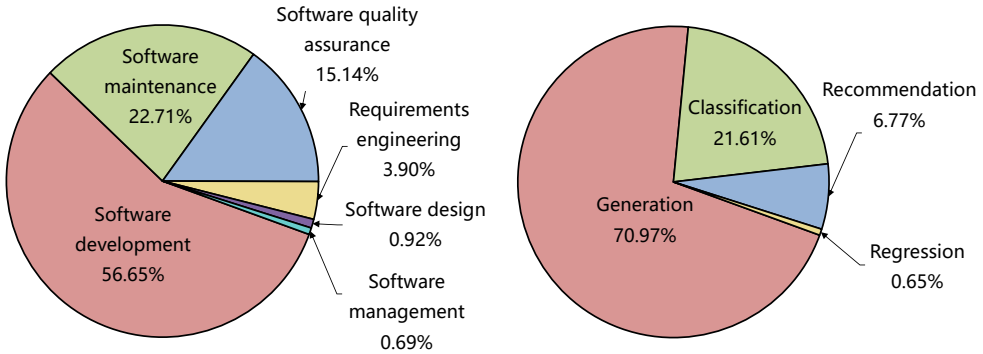 Software quality
assurance
15.14%
Software
maintenance
22.71%
Requirements
engineering
3.90%
Software design
0.92%
Software
development
56.65%
Software
management
0.69%
Classification
21.61%
Recommendation
6.77%
Generation
70.97%
Regression
0.65%